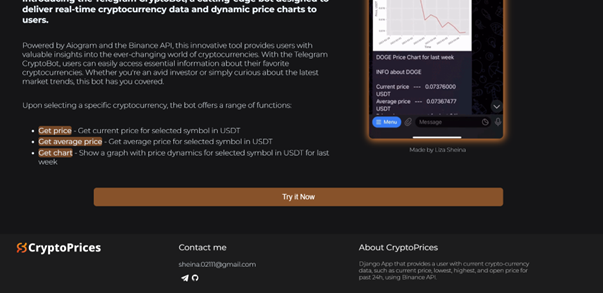 Introducing the Telegram CryptoBot, a cutting-edge bot designed to
deliver real-time cryptocurrency data and dynamic price charts to
users.
Powered by Aiogram and the Binance API, this innovative tool provides users with
valuable insights into the ever-changing world of cryptocurrencies. With the Telegram
CryptoBot, users can easily access essential information about their favorite
cryptocurrencies. Whether you're an avid investor or simply curious about the latest
market trends, this bot has you covered.
Upon selecting a specific cryptocurrency, the bot offers a range of functions:
Get price - Get current price for selected symbol in USDT
Get average price - Get average price for selected symbol in USDT
Get chart - Show a graph with price dynamics for selected symbol in USDT for last
week
DOGE Price Chart for last week
INFO about DOGE
Current price --- 0.07376000
USDT
Average price --- 0.07367477
USDT
Menu
Message
Made by Liza Sheina
Try it Now
CryptoPrices
Contact me
sheina.02111@gmail.com
About CryptoPrices
Django App that provides a user with current crypto-currency
data, such as current price, lowest, highest, and open price for
past 24h, using Binance API.